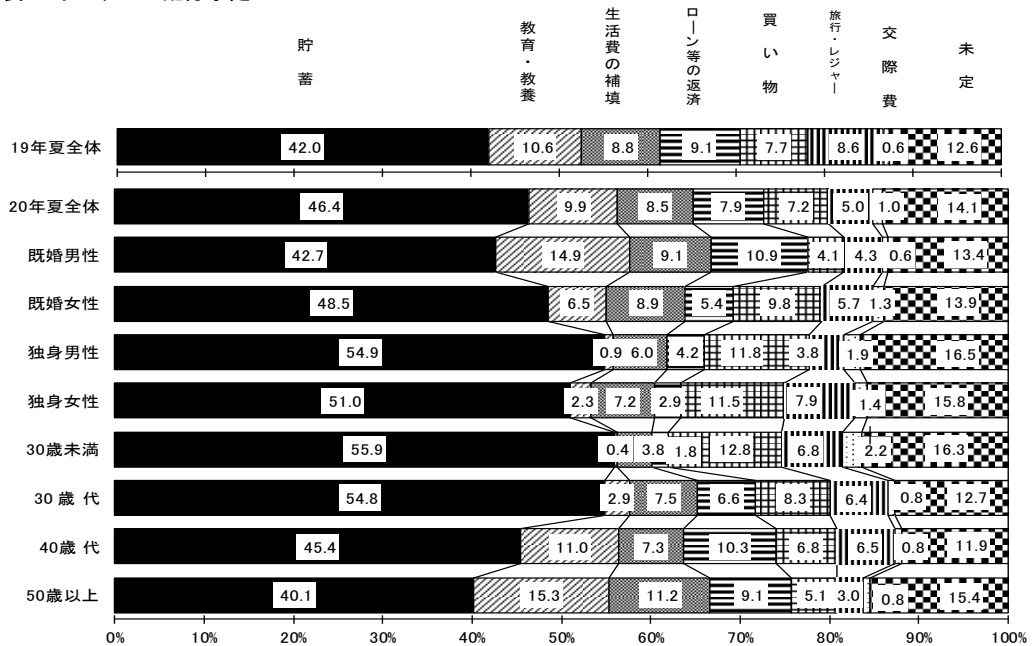 貯蓄
教育・教養
生活費の補填
ローン等の返済
買い物
旅行・レジャー
交際費
未定
19年夏全体 42.0 10.6 8.8 9.1 7.7 8.6 0.6 12.6
20年夏全体 46.4 9.9 8.5 7.9 7.2 5.0 1.0 14.1
既婚男性 42.7 14.9 9.1 10.9 4.1 4.3 0.6 13.4
既婚女性 48.5 6.5 8.9 5.4 9.8 5.7 1.3 13.9
独身男性 54.9 0.9 6.0 4.2 11.8 3.8 1.9 16.5
独身女性 51.0 2.3 7.2 2.9 11.5 7.9 1.4 15.8
30歳未満 55.9 0.4 3.8 1.8 12.8 6.8 2.2 16.3
30歳代 54.8 2.9 7.5 6.6 8.3 6.4 0.8 12.7
40歳代 45.4 11.0 7.3 10.3 6.8 6.5 0.8 11.9
50歳以上 40.1 15.3 11.2 9.1 5.1 3.0 0.8 15.4
0% 10% 20% 30% 40% 50% 60% 70% 80% 90% 100%